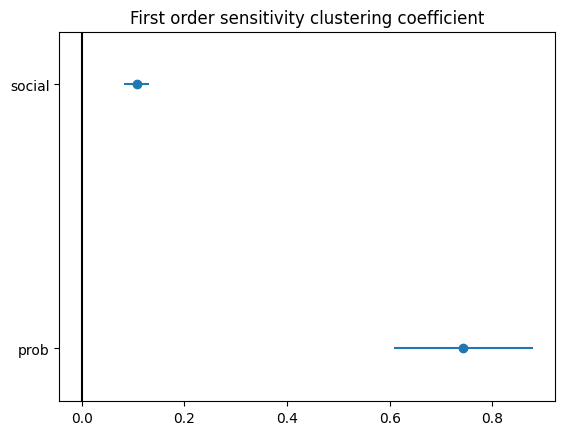 First order sensitivity clustering coefficient
social
prob
0.0 0.2 0.4 0.6 0.8